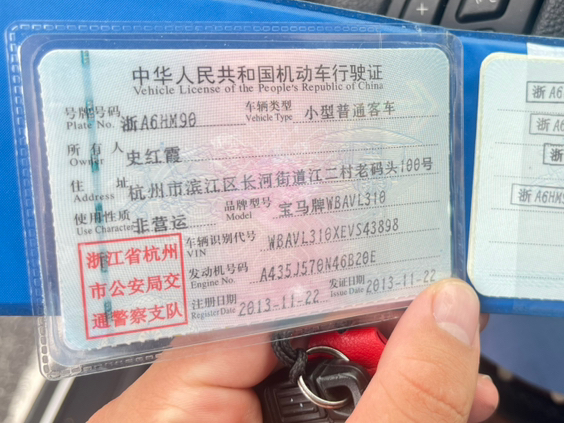 中华人民共和国机动车行驶证
Vehicle License of the People's Republic of China
号牌号码 浙A6HM90 车辆类型 小型普通客车
Plate No. Vehicle Type
所有人 史红霞
Owner
住址 杭州市滨江区长河街道江二村老码头100号
Address
使用性质 非营运 品牌型号 宝马牌WBAVL310
Use Character Model
车辆识别代号 WBAVL310XEVS43898
VIN
发动机号码 A435J570N46B20E
Engine No.
注册日期 2013-11-22 发证日期 2013-11-22
Register Date Issue Date
浙江省杭州
市公安局交
通警察支队
浙A6
浙A6
浙
浙A6HM9